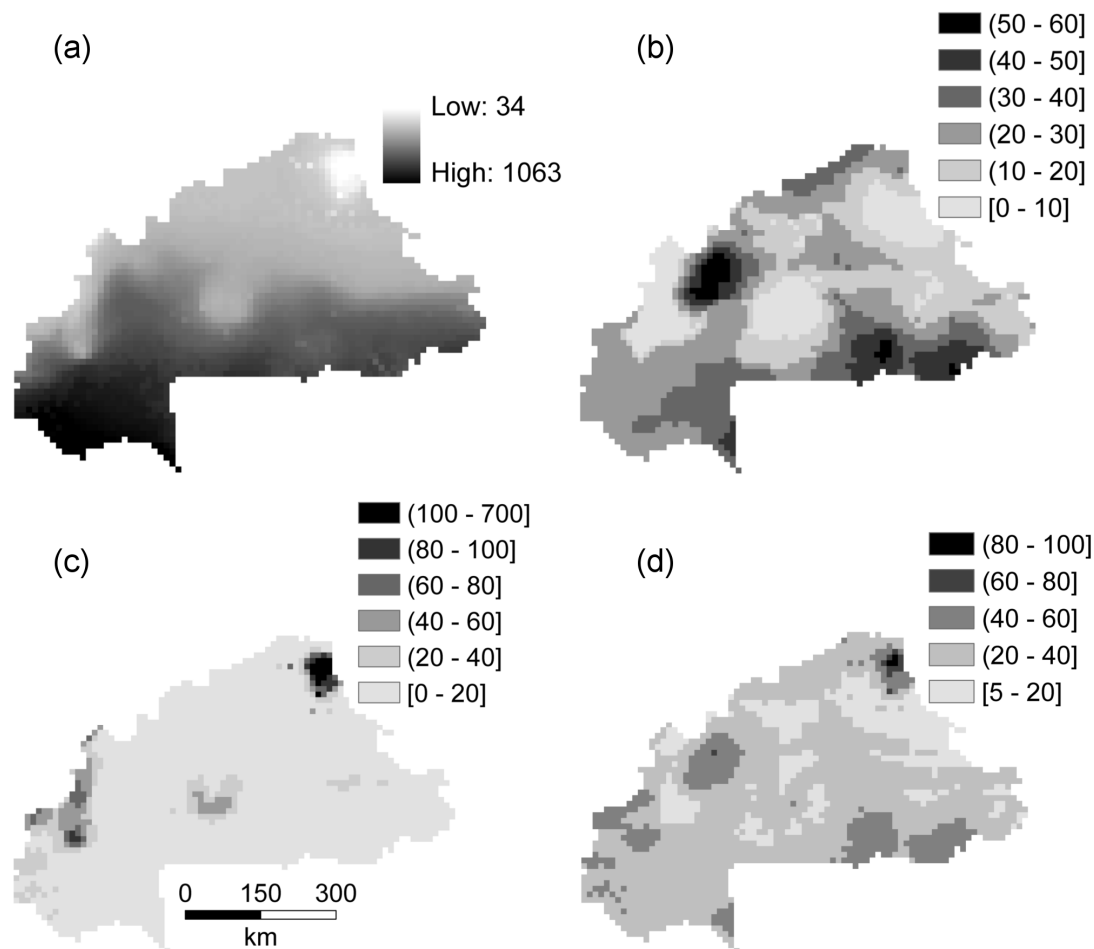 (a)
Low: 34
High: 1063
(b)
(50 - 60]
(40 - 50]
(30 - 40]
(20 - 30]
(10 - 20]
[0 - 10]
(c)
(100 - 700]
(80 - 100]
(60 - 80]
(40 - 60]
(20 - 40]
[0 - 20]
0 150 300
km
(d)
(80 - 100]
(60 - 80]
(40 - 60]
(20 - 40]
[5 - 20]